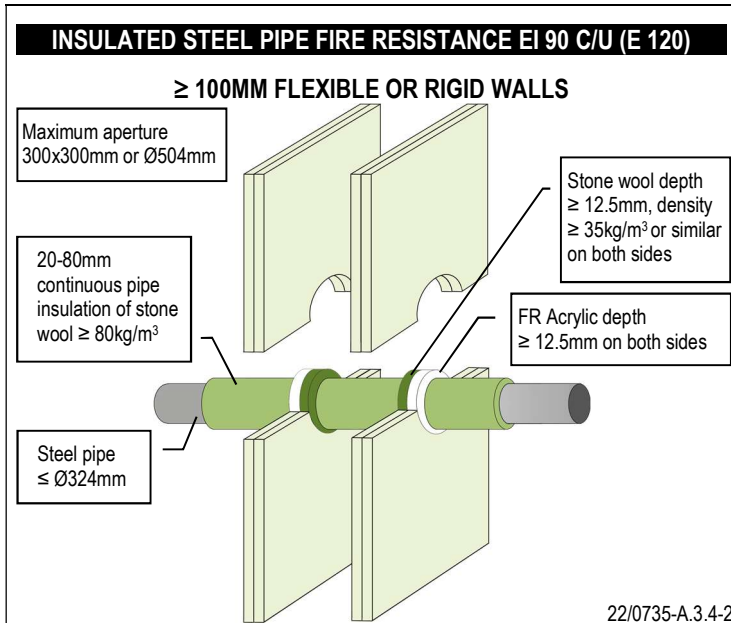 INSULATED STEEL PIPE FIRE RESISTANCE EI 90 C/U (E 120)
≥ 100MM FLEXIBLE OR RIGID WALLS
Maximum aperture
300x300mm or Ø504mm
Stone wool depth
≥ 12.5mm, density
≥ 35kg/m³ or similar
on both sides
20-80mm
continuous pipe
insulation of stone
wool ≥ 80kg/m³
FR Acrylic depth
≥ 12.5mm on both sides
Steel pipe
≤ Ø324mm
22/0735-A.3.4-2